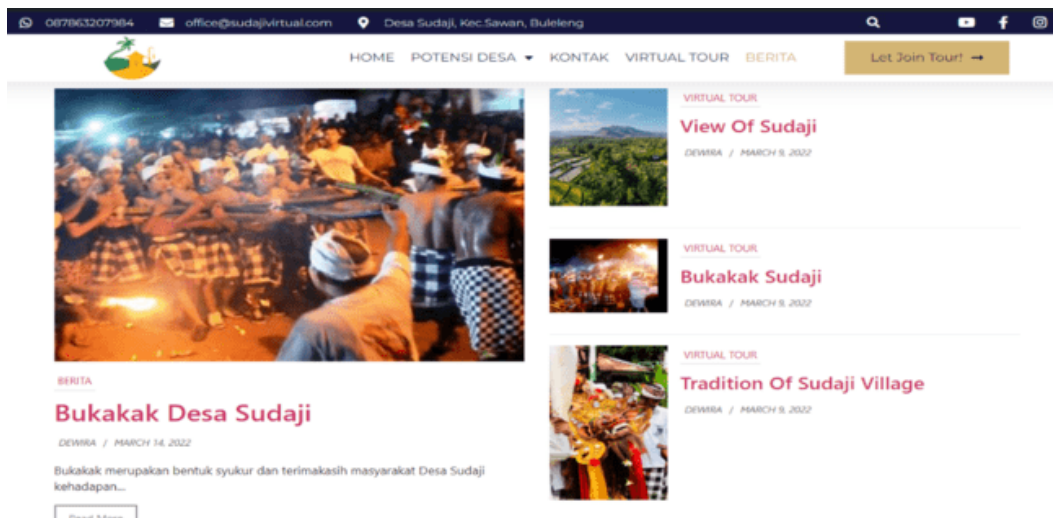 087863207984 office@sudajivirtual.com Desa Sudaji, Kec.Sawan, Buleleng
HOME POTENSI DESA KONTAK VIRTUAL TOUR BERITA Let Join Tour! →
BERITA
Bukakak Desa Sudaji
DEWIRA / MARCH 14, 2022
Bukakak merupakan bentuk syukur dan terimakasih masyarakat Desa Sudaji
kehadapan...
Read More
VIRTUAL TOUR
View Of Sudaji
DEWIRA / MARCH 9, 2022
VIRTUAL TOUR
Bukakak Sudaji
DEWIRA / MARCH 9, 2022
VIRTUAL TOUR
Tradition Of Sudaji Village
DEWIRA / MARCH 9, 2022